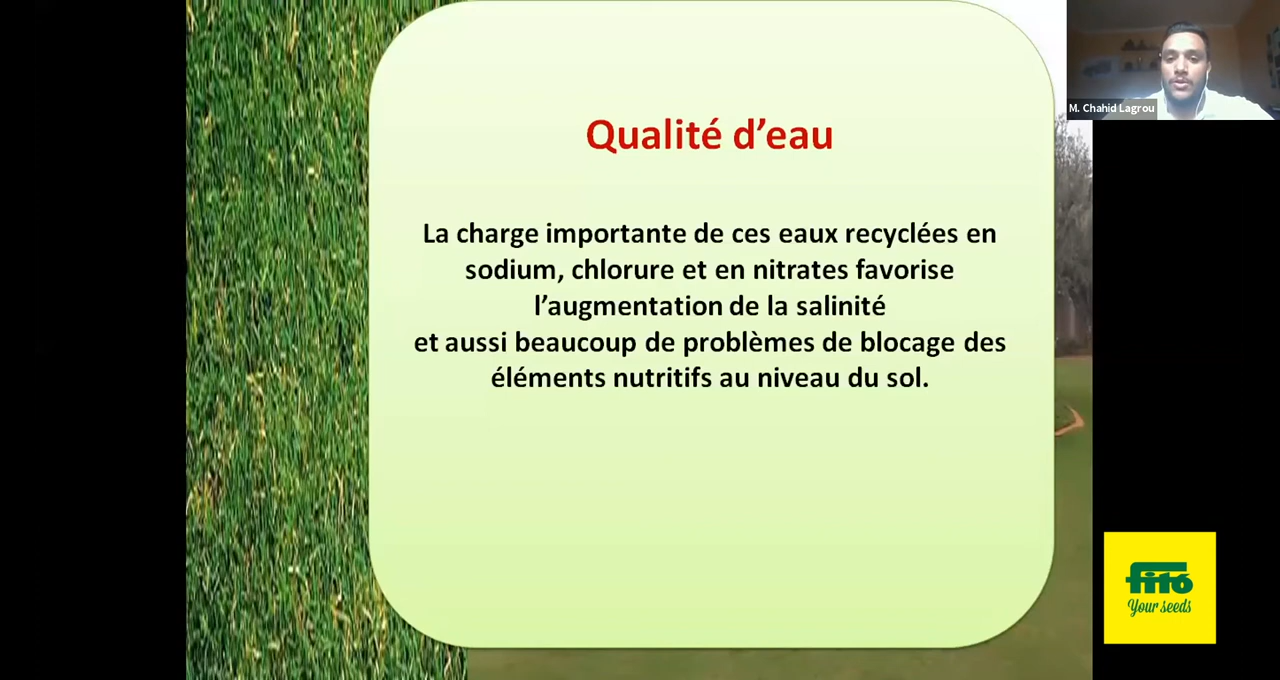 Qualité d’eau
La charge importante de ces eaux recyclées en
sodium, chlorure et en nitrates favorise
l’augmentation de la salinité
et aussi beaucoup de problèmes de blocage des
éléments nutritifs au niveau du sol.
M. Chahid Lagrou
fitó
Your seeds